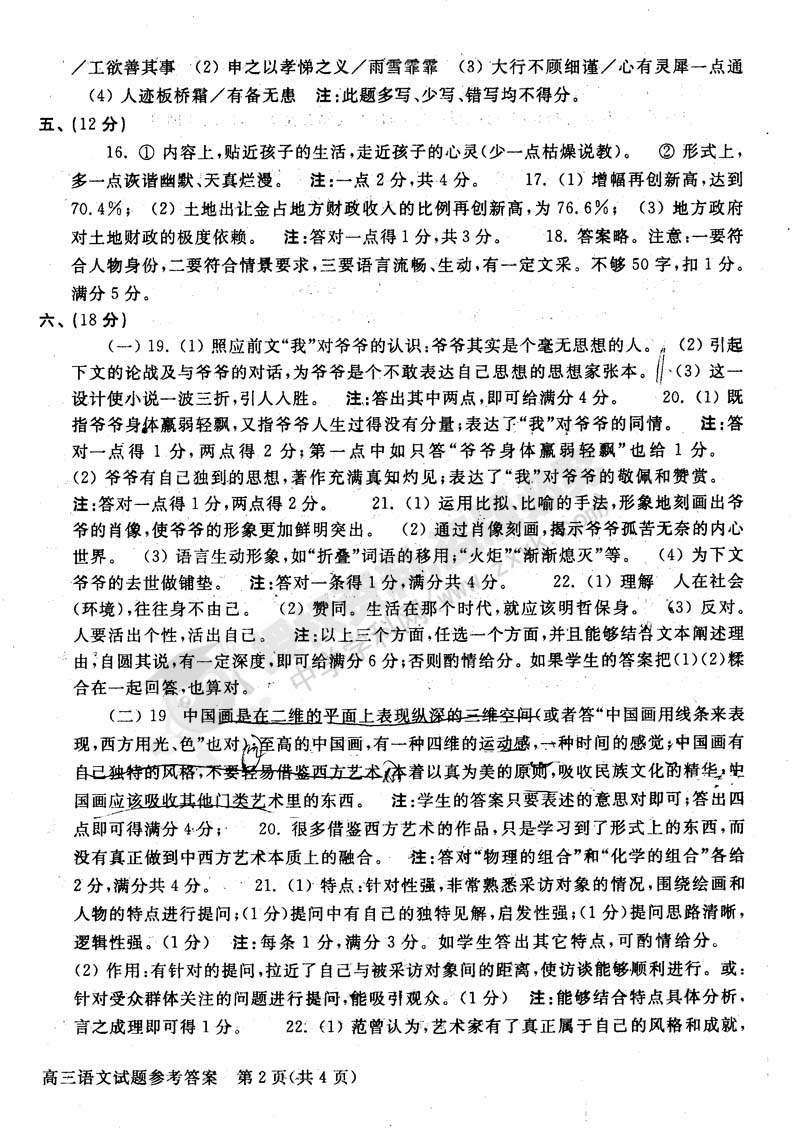 ／工欲善其事 （2）申之以孝悌之义／雨雪霏霏 （3）大行不顾细谨／心有灵犀一点通
（4）人迹板桥霜／有备无患 注:此题多写、少写、错写均不得分。
五、(12 分)
16. ① 内容上,贴近孩子的生活,走近孩子的心灵(少一点枯燥说教)。 ② 形式上,
多一点诙谐幽默、天真烂漫。 注:一点 2 分,共 4 分。 17. (1) 增幅再创新高,达到
70.4%; (2) 土地出让金占地方财政收入的比例再创新高,为 76.6%; (3) 地方政府
对土地财政的极度依赖。 注:答对一点得 1 分,共 3 分。 18. 答案略。注意:一要符
合人物身份,二要符合情景要求,三要语言流畅、生动,有一定文采。不够 50 字,扣 1 分。
满分 5 分。
六、(18 分)
(一) 19. (1) 照应前文“我”对爷爷的认识:爷爷其实是个毫无思想的人。 (2) 引起
下文的论战及与爷爷的对话,为爷爷是个不敢表达自己思想的思想家张本。 (3) 这一
设计使小说一波三折,引人入胜。 注:答出其中两点,即可给满分 4 分。 20. (1) 既
指爷爷身体羸弱轻飘,又指爷爷人生过得没有分量;表达了“我”对爷爷的同情。 注:答
对一点得 1 分,两点得 2 分;第一点中如只答“爷爷身体羸弱轻飘”也给 1 分。
(2) 爷爷有自己独到的思想,著作充满真知灼见;表达了“我”对爷爷的敬佩和赞赏。
注:答对一点得 1 分,两点得 2 分。 21. (1) 运用比拟、比喻的手法,形象地刻画出爷
爷的肖像,使爷爷的形象更加鲜明突出。 (2) 通过肖像刻画,揭示爷爷孤苦无奈的内心
世界。 (3) 语言生动形象,如“折叠”词语的移用;“火炬”“渐渐熄灭”等。 (4) 为下文
爷爷的去世做铺垫。 注:答对一条得 1 分,满分共 4 分。 22. (1) 理解 人在社会
(环境),往往身不由己。 (2) 赞同。生活在那个时代,就应该明哲保身。 (3) 反对。
人要活出个性,活出自己。 注:以上三个方面,任选一个方面,并且能够结合文本阐述理
由,自圆其说,有一定深度,即可给满分 6 分;否则酌情给分。如果学生的答案把(1)(2)糅
合在一起回答,也算对。
(二) 19 中国画是在二维的平面上表现纵深的三维空间(或者答“中国画用线条来表
现,西方用光、色”也对);至高的中国画,有一种四维的运动感,一种时间的感觉;中国画有
自己独特的风格,不要轻易借鉴西方艺术;本着以真为美的原则,吸收民族文化的精华;中
国画应该吸收其他门类艺术里的东西。 注:学生的答案只要表述的意思对即可;答出四
点即可得满分 4 分; 20. 很多借鉴西方艺术的作品,只是学习到了形式上的东西,而
没有真正做到中西方艺术本质上的融合。 注:答对“物理的组合”和“化学的组合”各给
2 分,满分共 4 分。 21. (1) 特点:针对性强,非常熟悉采访对象的情况,围绕绘画和
人物的特点进行提问;(1 分)提问中有自己的独特见解,启发性强;(1 分)提问思路清晰,
逻辑性强。(1 分) 注:每条 1 分,满分 3 分。如学生答出其它特点,可酌情给分。
(2) 作用:有针对的提问,拉近了自己与被采访对象间的距离,使访谈能够顺利进行。或:
针对受众群体关注的问题进行提问,能吸引观众。(1 分) 注:能够结合特点具体分析,
言之成理即可得 1 分。 22. (1) 范曾认为,艺术家有了真正属于自己的风格和成就,
高三语文试题参考答案 第 2 页(共 4 页)